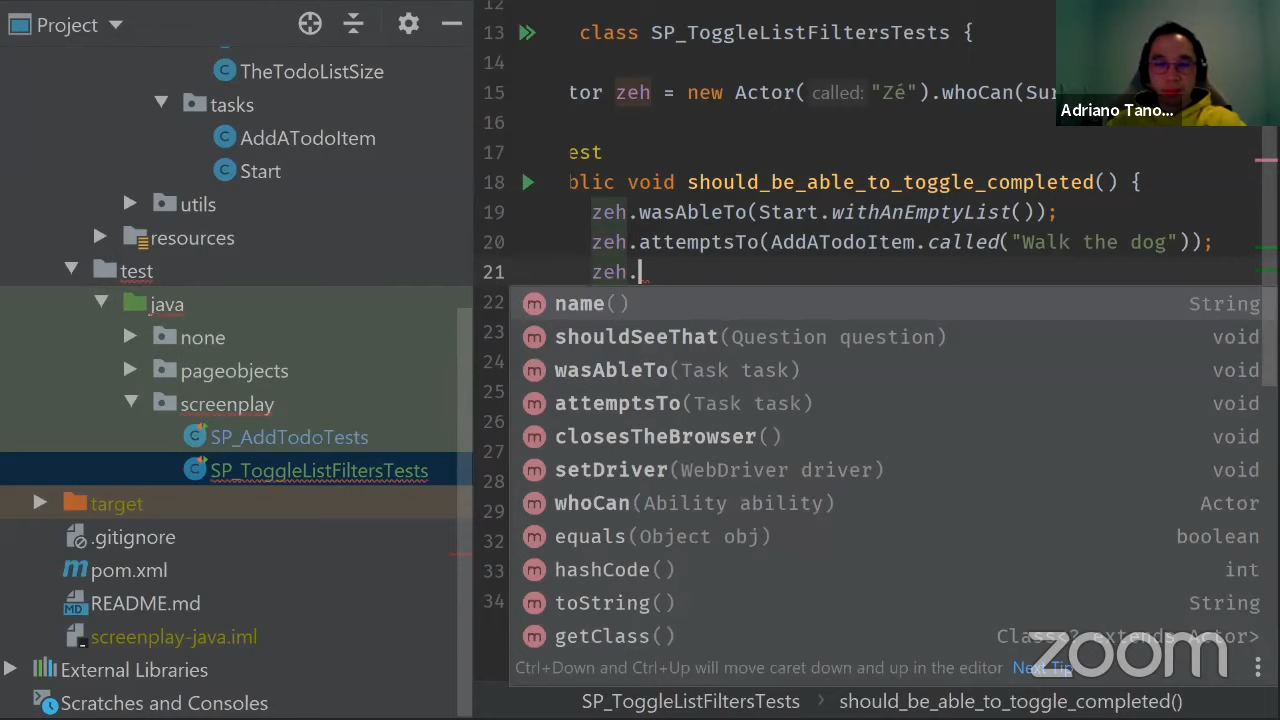 Project
TheTodoListSize
tasks
AddATodoItem
Start
utils
resources
test
java
none
pageobjects
screenplay
SP_AddTodoTests
SP_ToggleListFiltersTests
target
.gitignore
pom.xml
README.md
screenplay-java.iml
External Libraries
Scratches and Consoles
12
13 class SP_ToggleListFiltersTests {
14
15 tor zeh = new Actor( called: "Zé").whoCan(Sur
16
17 est
18 blic void should_be_able_to_toggle_completed() {
19 zeh.wasAbleTo(Start.withAnEmptyList());
20 zeh.attemptsTo(AddATodoItem.called("Walk the dog"));
21 zeh.
22
23
24
25
26
27
28
29
32
33
34
name() String
shouldSeeThat(Question question) void
wasAbleTo(Task task) void
attemptsTo(Task task) void
closesTheBrowser() void
setDriver(WebDriver driver) void
whoCan(Ability ability) Actor
equals(Object obj) boolean
hashCode() int
toString() String
getClass() Class<? extends Actor>
Ctrl+Down and Ctrl+Up will move caret down and up in the editor Next Tip
SP_ToggleListFiltersTests should_be_able_to_toggle_completed()
Adriano Tano...
zoom